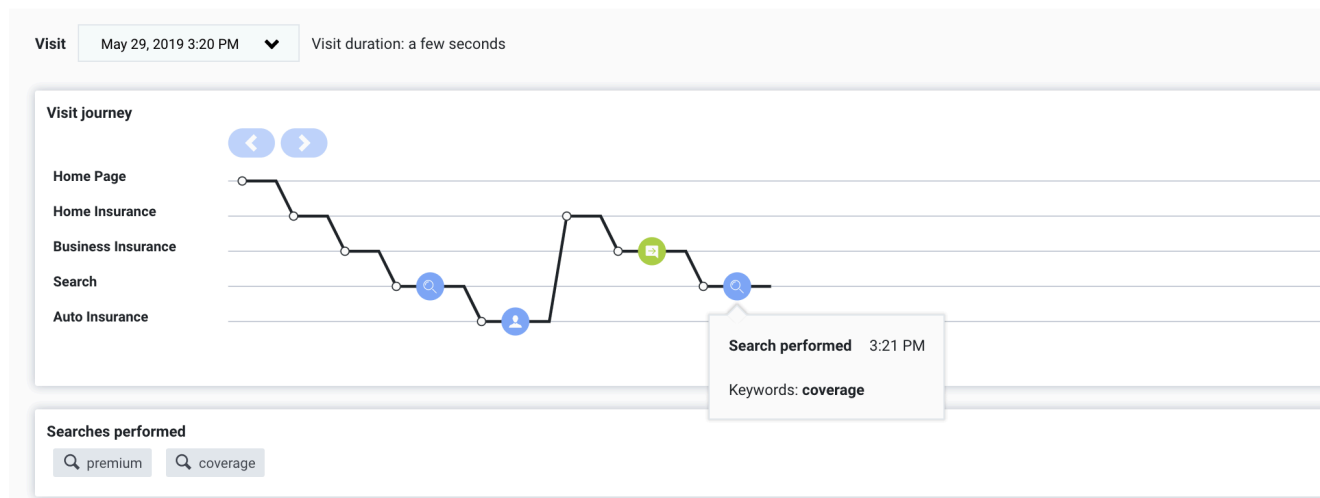 Visit May 29, 2019 3:20 PM Visit duration: a few seconds
Visit journey
Home Page
Home Insurance
Business Insurance
Search
Auto Insurance
Search performed 3:21 PM
Keywords: coverage
Searches performed
premium coverage